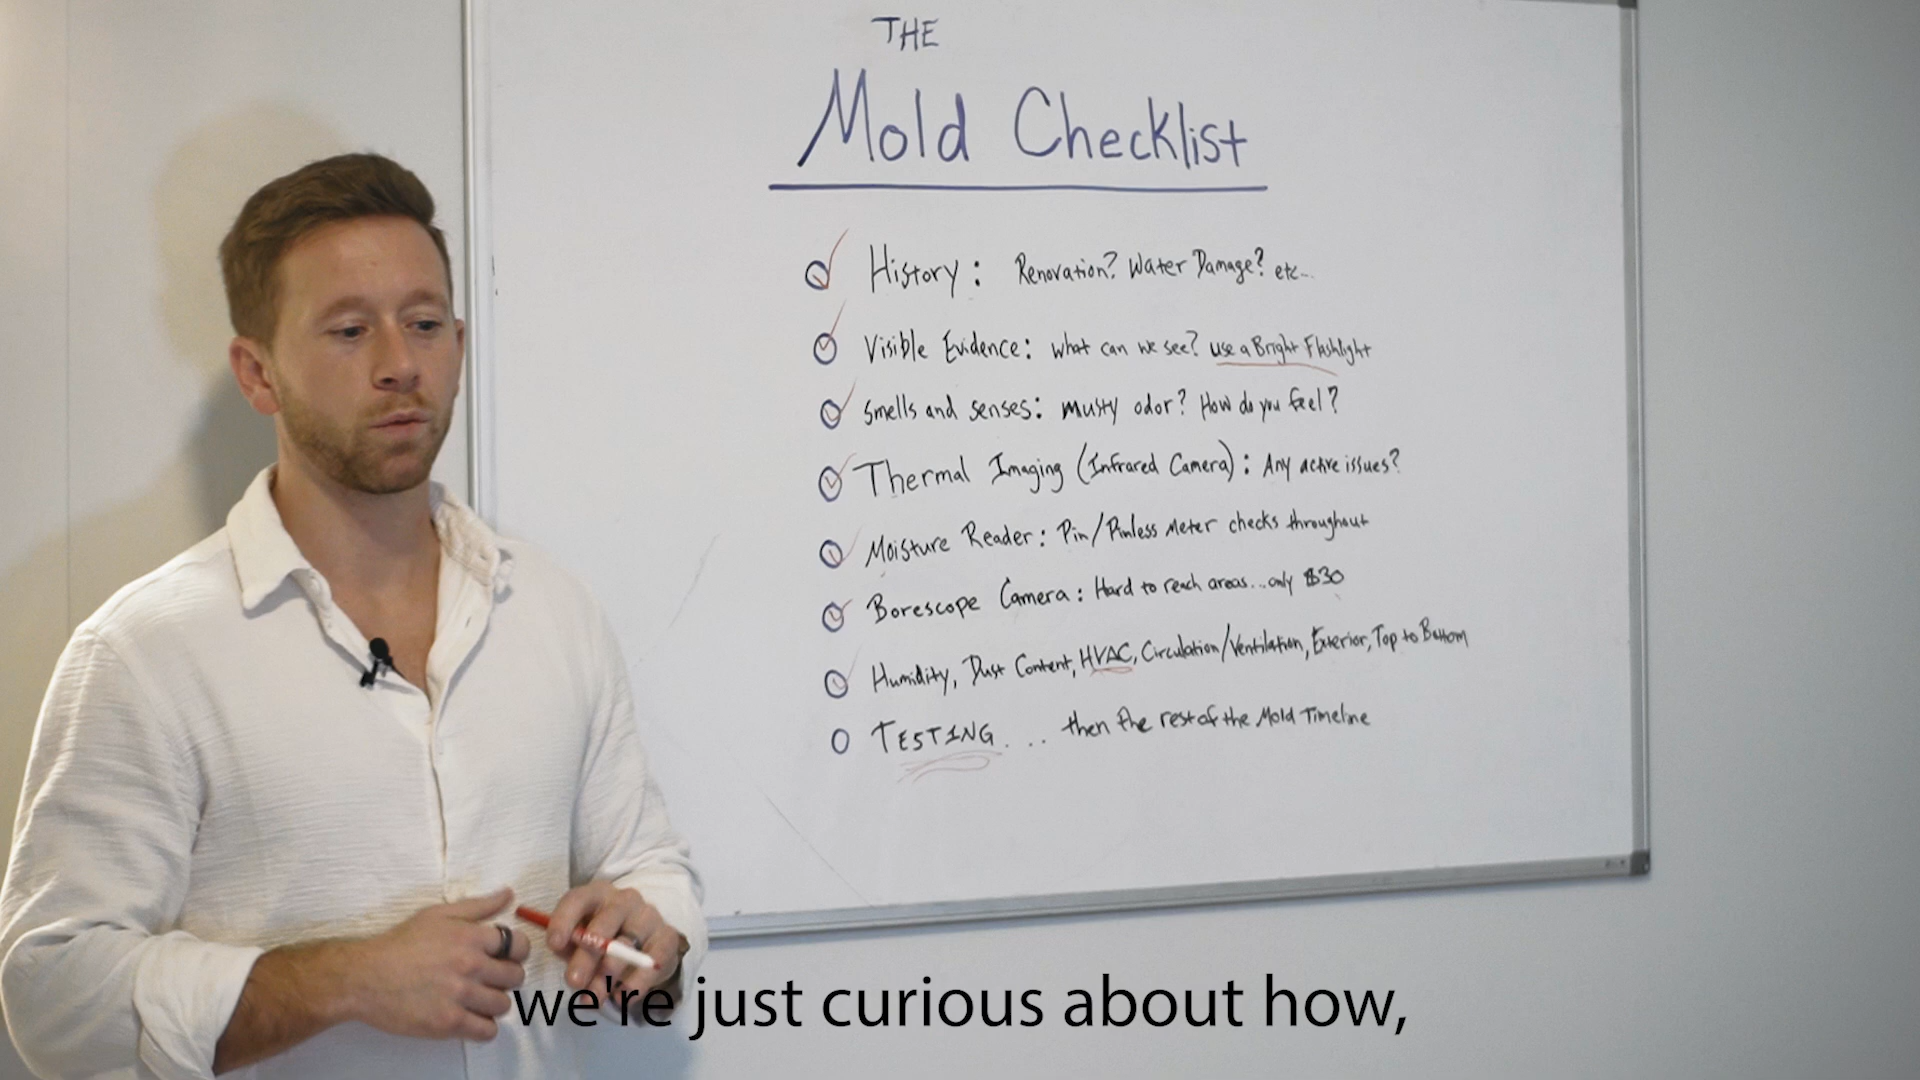 THE
Mold Checklist
History: Renovation? Water Damage? etc...
Visible Evidence: what can we see? use a Bright Flashlight
Smells and senses: musty odor? How do you feel?
Thermal Imaging (Infrared Camera): Any active issues?
Moisture Reader: Pin/Pinless Meter checks throughout
Borescope Camera: Hard to reach areas...only $30
Humidity, Dust Content, HVAC, Circulation/Ventilation, Exterior, Top to Bottom
TESTING.... then the rest of the Mold Timeline
we're just curious about how,